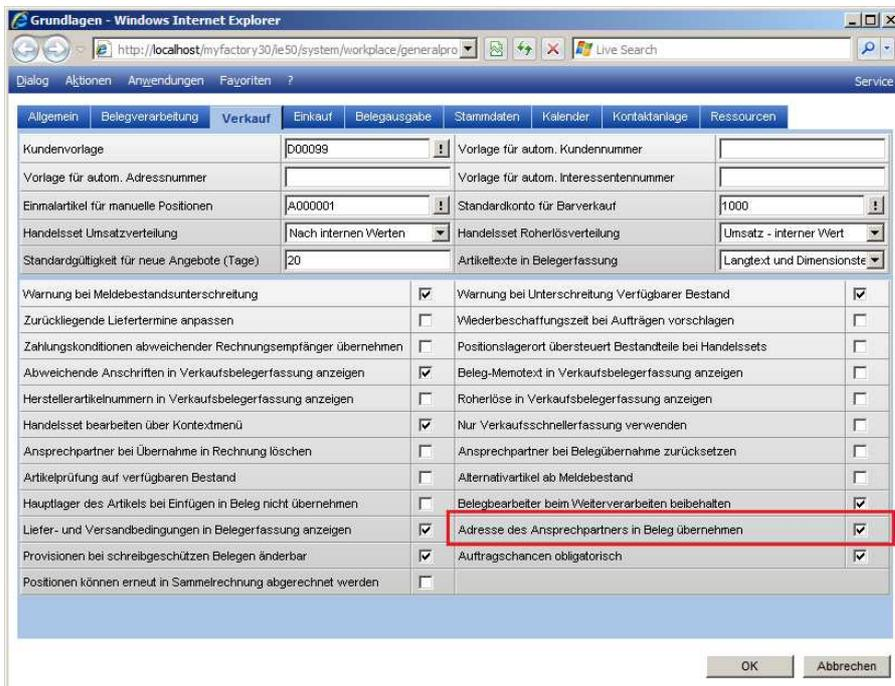 Grundlagen - Windows Internet Explorer
http://localhost/myfactory30/ie50/system/workplace/generalpro
Live Search
Dialog Aktionen Anwendungen Favoriten ? Service
Allgemein Belegverarbeitung Verkauf Einkauf Belegausgabe Stammdaten Kalender Kontaktanlage Ressourcen
Kundenvorlage D00099 ! Vorlage für autom. Kundennummer
Vorlage für autom. Adressnummer Vorlage für autom. Interessentennummer
Einmalartikel für manuelle Positionen A000001 ! Standardkonto für Barverkauf 1000 !
Handelsset Umsatzverteilung Nach internen Werten Handelsset Roherlösverteilung Umsatz - interner Wert
Standardgültigkeit für neue Angebote (Tage) 20 Artikeltexte in Belegerfassung Langtext und Dimensionste
Warnung bei Meldebestandsunterschreitung Warnung bei Unterschreitung Verfügbarer Bestand
Zurückliegende Liefertermine anpassen Wiederbeschaffungszeit bei Aufträgen vorschlagen
Zahlungskonditionen abweichender Rechnungsempfänger übernehmen Positionslagerort übersteuert Bestandteile bei Handelssets
Abweichende Anschriften in Verkaufsbelegerfassung anzeigen Beleg-Memotext in Verkaufsbelegerfassung anzeigen
Herstellerartikelnummern in Verkaufsbelegerfassung anzeigen Roherlöse in Verkaufsbelegerfassung anzeigen
Handelsset bearbeiten über Kontextmenü Nur Verkaufsschnellerfassung verwenden
Ansprechpartner bei Übernahme in Rechnung löschen Ansprechpartner bei Belegübernahme zurücksetzen
Artikelprüfung auf verfügbaren Bestand Alternativartikel ab Meldebestand
Hauptlager des Artikels bei Einfügen in Beleg nicht übernehmen Belegbearbeiter beim Weiterverarbeiten beibehalten
Liefer- und Versandbedingungen in Belegerfassung anzeigen Adresse des Ansprechpartners in Beleg übernehmen
Provisionen bei schreibgeschützen Belegen änderbar Auftragschancen obligatorisch
Positionen können erneut in Sammelrechnung abgerechnet werden
OK Abbrechen